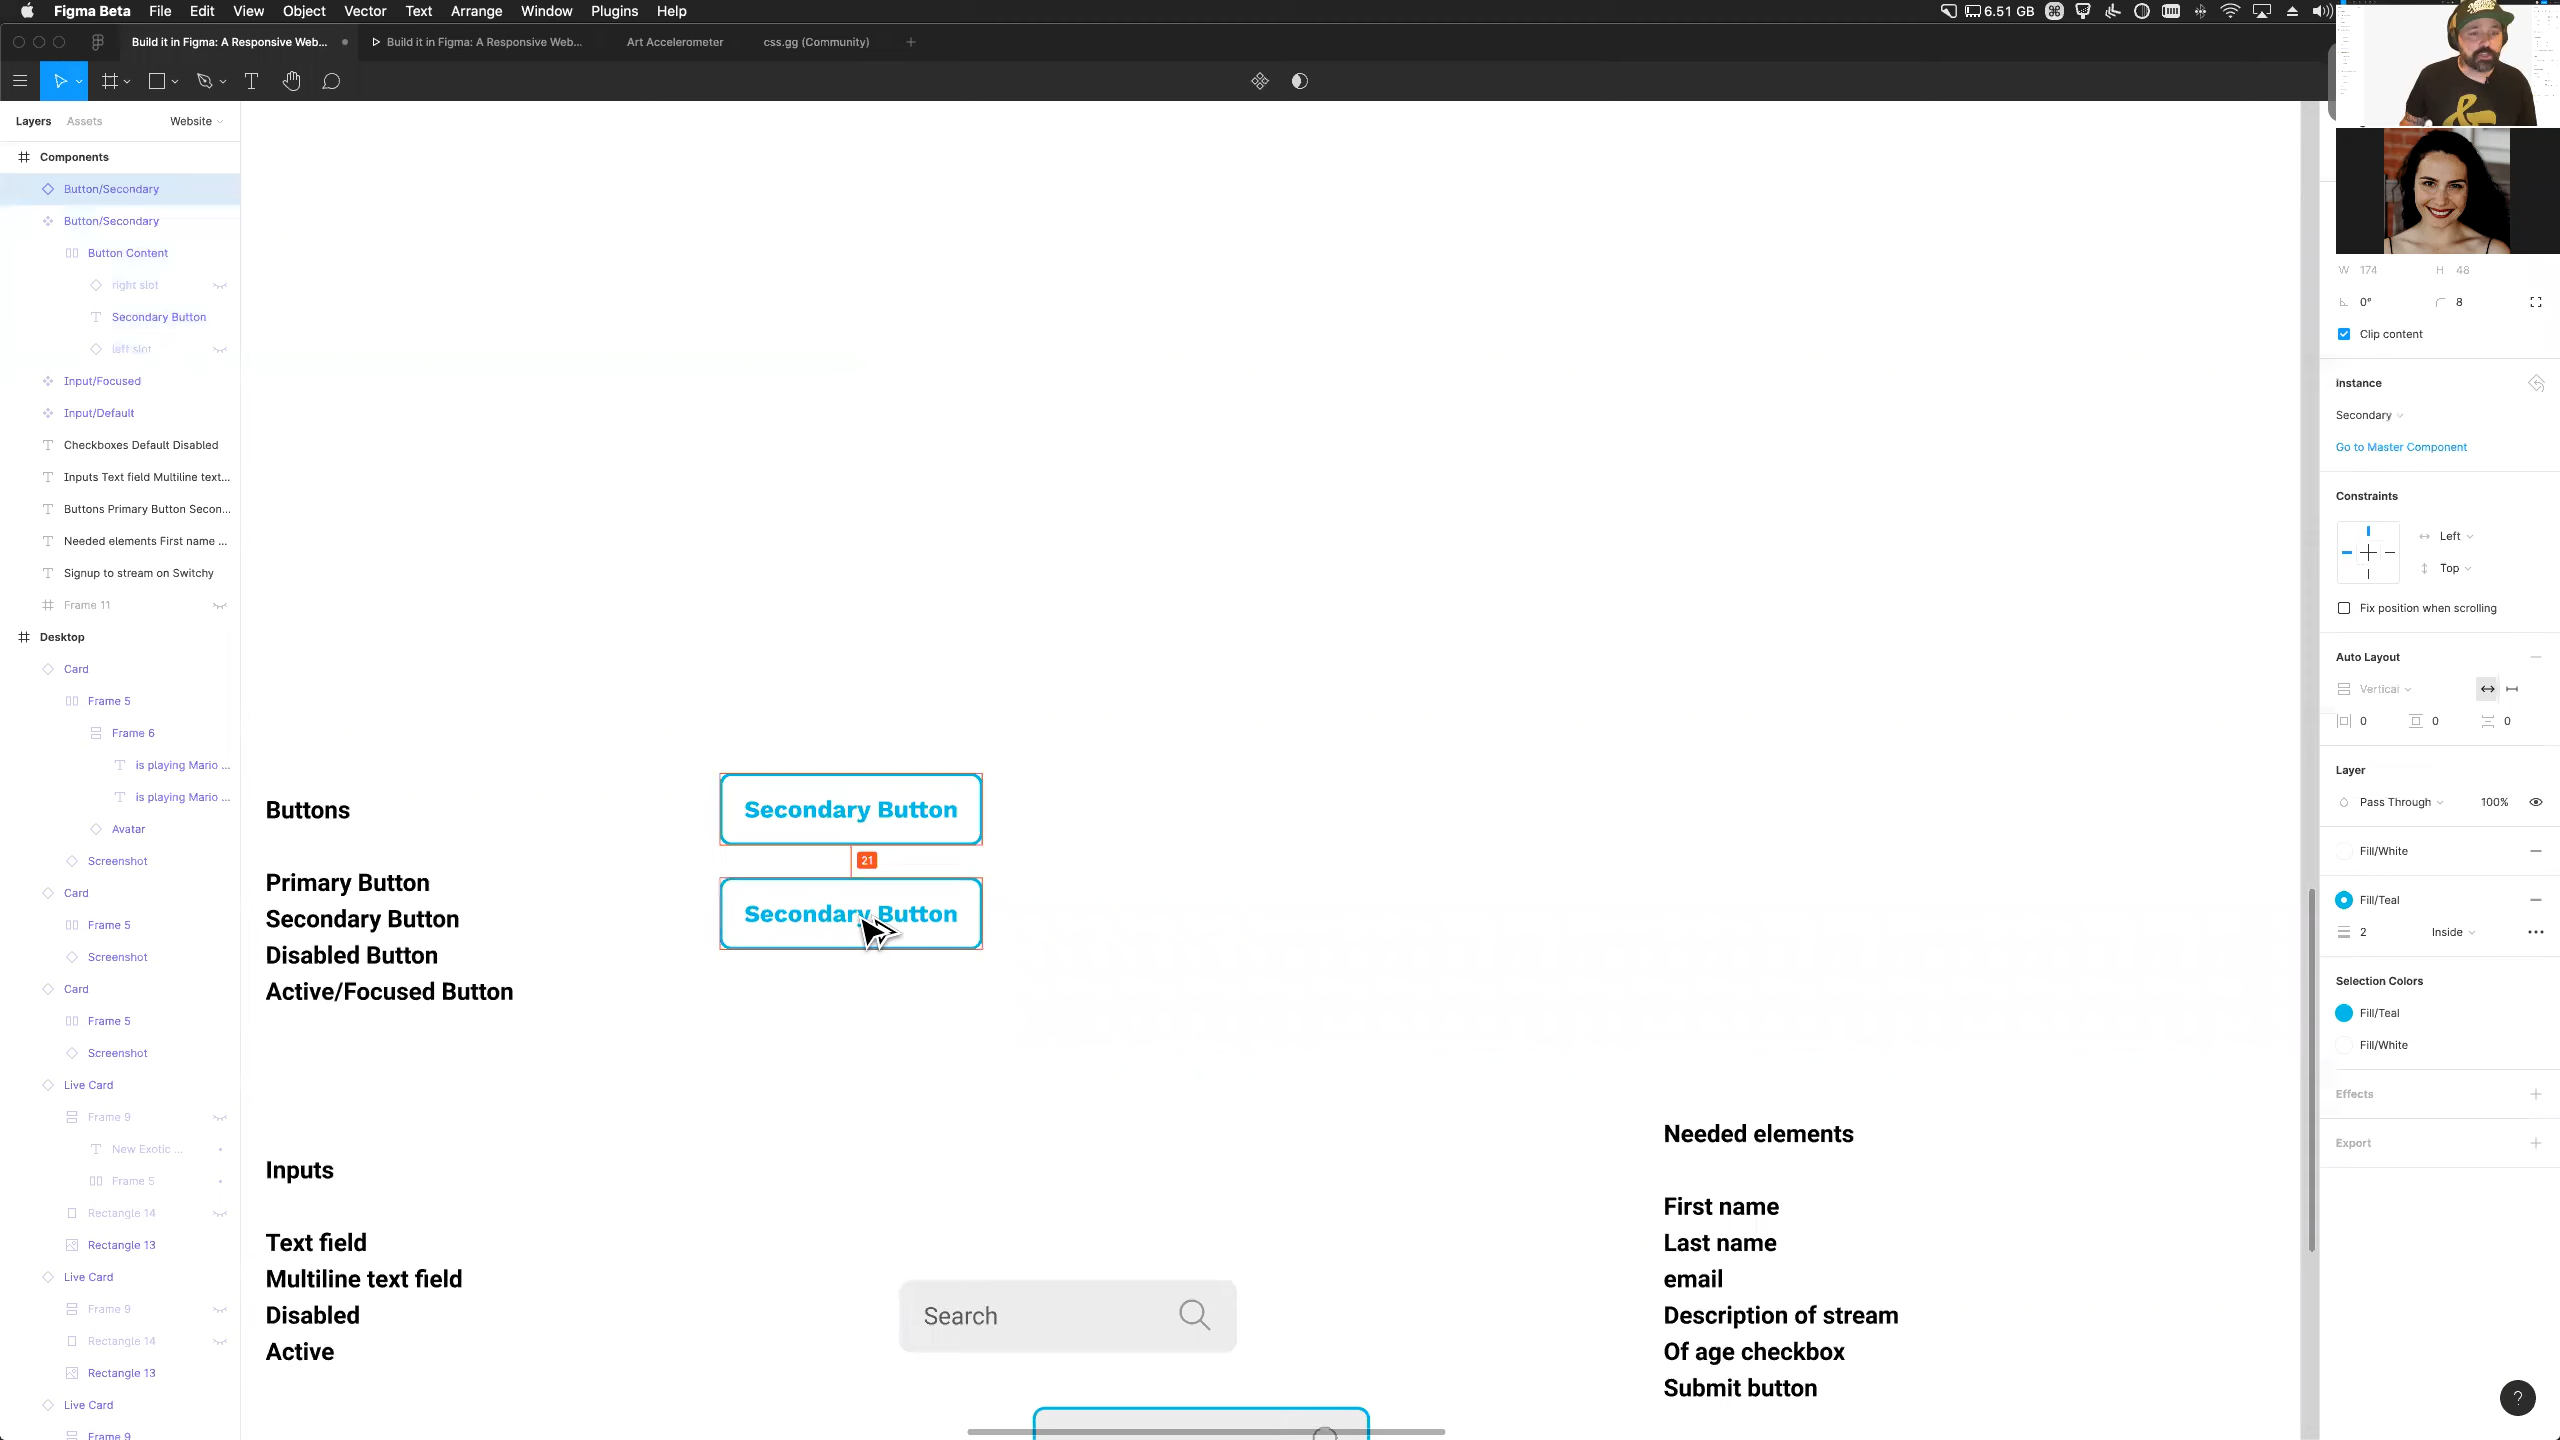 Figma Beta File Edit View Object Vector Text Arrange Window Plugins Help 6.51 GB
Build it in Figma: A Responsive Web... Build it in Figma: A Responsive Web... Art Accelerometer css.gg (Community)
Layers Assets Website
Components
Button/Secondary
Button/Secondary
Button Content
right slot
Secondary Button
left slot
Input/Focused
Input/Default
Checkboxes Default Disabled
Inputs Text field Multiline text...
Buttons Primary Button Secon...
Needed elements First name ...
Signup to stream on Switchy
Frame 11
Desktop
Card
Frame 5
Frame 6
is playing Mario ...
is playing Mario ...
Avatar
Screenshot
Card
Frame 5
Screenshot
Card
Frame 5
Screenshot
Live Card
Frame 9
New Exotic ...
Frame 5
Rectangle 14
Rectangle 13
Live Card
Frame 9
Rectangle 14
Rectangle 13
Live Card
Frame 9
Buttons
Primary Button
Secondary Button
Disabled Button
Active/Focused Button
Secondary Button
21
Secondary Button
Inputs
Text field
Multiline text field
Disabled
Active
Search
Needed elements
First name
Last name
email
Description of stream
Of age checkbox
Submit button
W 174 H 48
0° 8
Clip content
Instance
Secondary
Go to Master Component
Constraints
Left
Top
Fix position when scrolling
Auto Layout
Vertical
0 0 0
Layer
Pass Through 100%
Fill/White
Fill/Teal
2 Inside
Selection Colors
Fill/Teal
Fill/White
Effects
Export
?